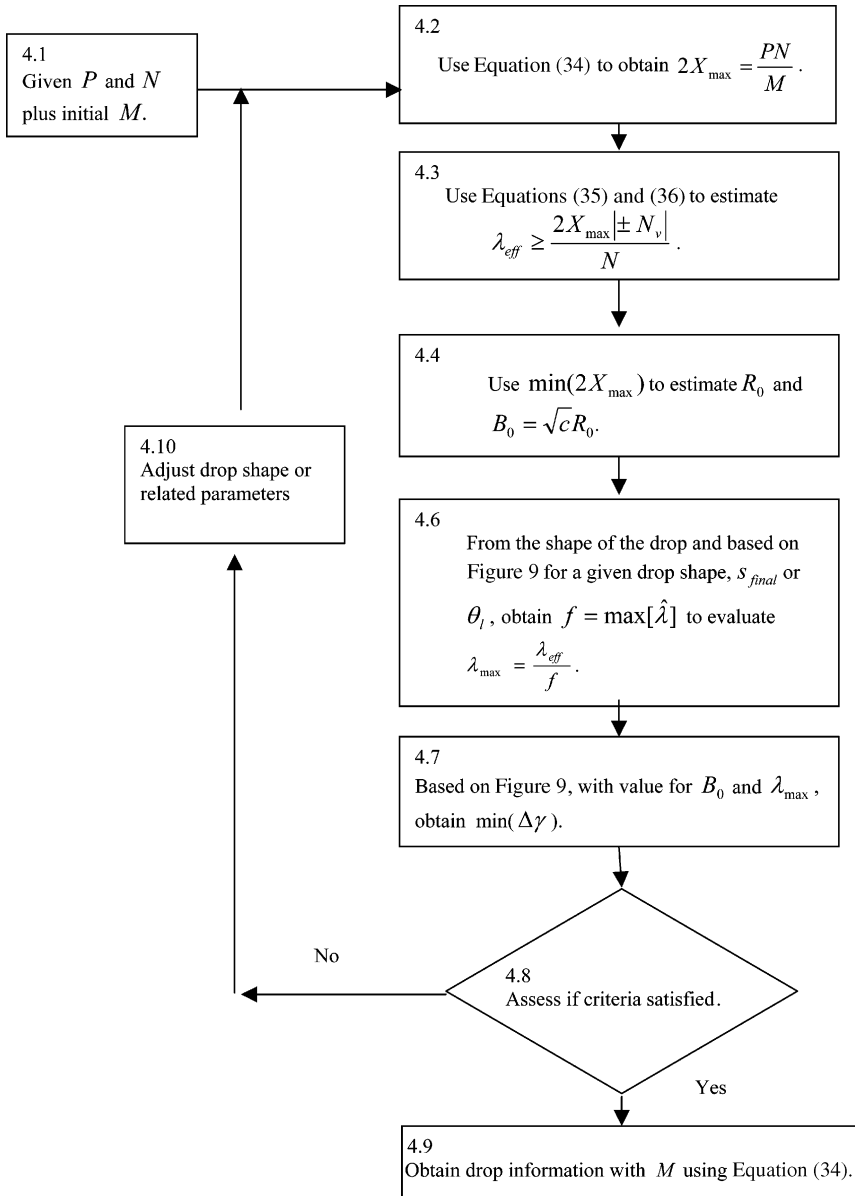 4.1
Given P and N
plus initial M.
4.2
Use Equation (34) to obtain 2X_max = PN/M .
4.3
Use Equations (35) and (36) to estimate
λ_eff ≥ 2X_max|± N_v|/N .
4.4
Use min(2X_max) to estimate R_0 and
B_0 = √c R_0.
4.6
From the shape of the drop and based on
Figure 9 for a given drop shape, s_final or
θ_l , obtain f = max[λ̂] to evaluate
λ_max = λ_eff/f .
4.7
Based on Figure 9, with value for B_0 and λ_max ,
obtain min(Δγ).
4.8
Assess if criteria satisfied.
No
Yes
4.10
Adjust drop shape or
related parameters
4.9
Obtain drop information with M using Equation (34).